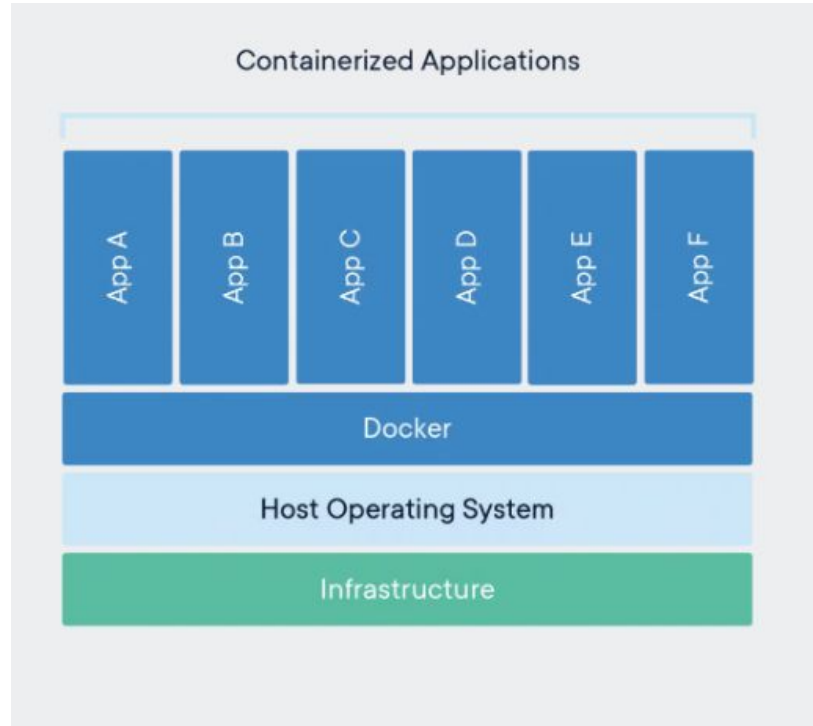 Containerized Applications
App A
App B
App C
App D
App E
App F
Docker
Host Operating System
Infrastructure